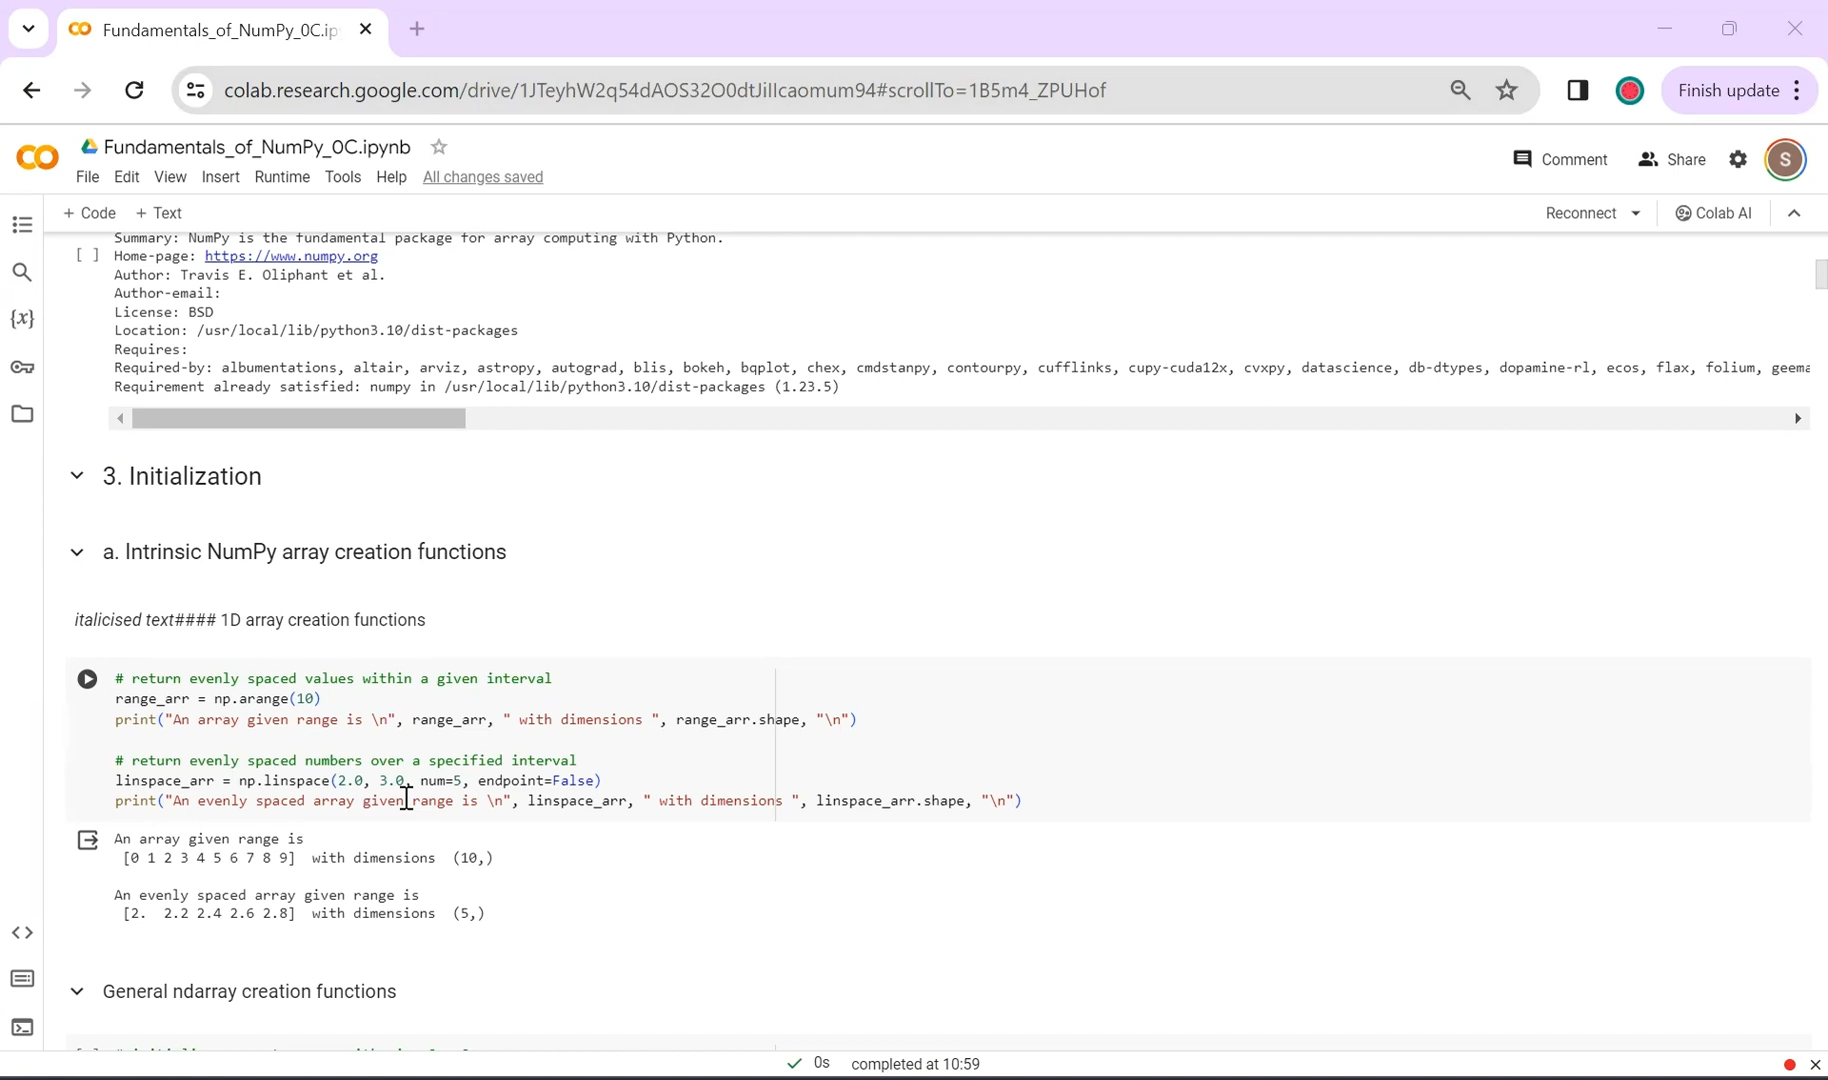 Fundamentals_of_NumPy_0C.ip
colab.research.google.com/drive/1JTeyhW2q54dAOS32O0dtJiIlcaomum94#scrollTo=1B5m4_ZPUHof
Finish update
Fundamentals_of_NumPy_0C.ipynb
Comment
Share
S
File Edit View Insert Runtime Tools Help All changes saved
+ Code + Text
Reconnect
Colab AI
Summary: NumPy is the fundamental package for array computing with Python.
[ ] Home-page: https://www.numpy.org
Author: Travis E. Oliphant et al.
Author-email:
License: BSD
Location: /usr/local/lib/python3.10/dist-packages
Requires:
Required-by: albumentations, altair, arviz, astropy, autograd, blis, bokeh, bqplot, chex, cmdstanpy, contourpy, cufflinks, cupy-cuda12x, cvxpy, datascience, db-dtypes, dopamine-rl, ecos, flax, folium, geema
Requirement already satisfied: numpy in /usr/local/lib/python3.10/dist-packages (1.23.5)
3. Initialization
a. Intrinsic NumPy array creation functions
italicised text#### 1D array creation functions
# return evenly spaced values within a given interval
range_arr = np.arange(10)
print("An array given range is \n", range_arr, " with dimensions ", range_arr.shape, "\n")
# return evenly spaced numbers over a specified interval
linspace_arr = np.linspace(2.0, 3.0, num=5, endpoint=False)
print("An evenly spaced array given range is \n", linspace_arr, " with dimensions ", linspace_arr.shape, "\n")
An array given range is
[0 1 2 3 4 5 6 7 8 9] with dimensions (10,)
An evenly spaced array given range is
[2. 2.2 2.4 2.6 2.8] with dimensions (5,)
General ndarray creation functions
0s completed at 10:59